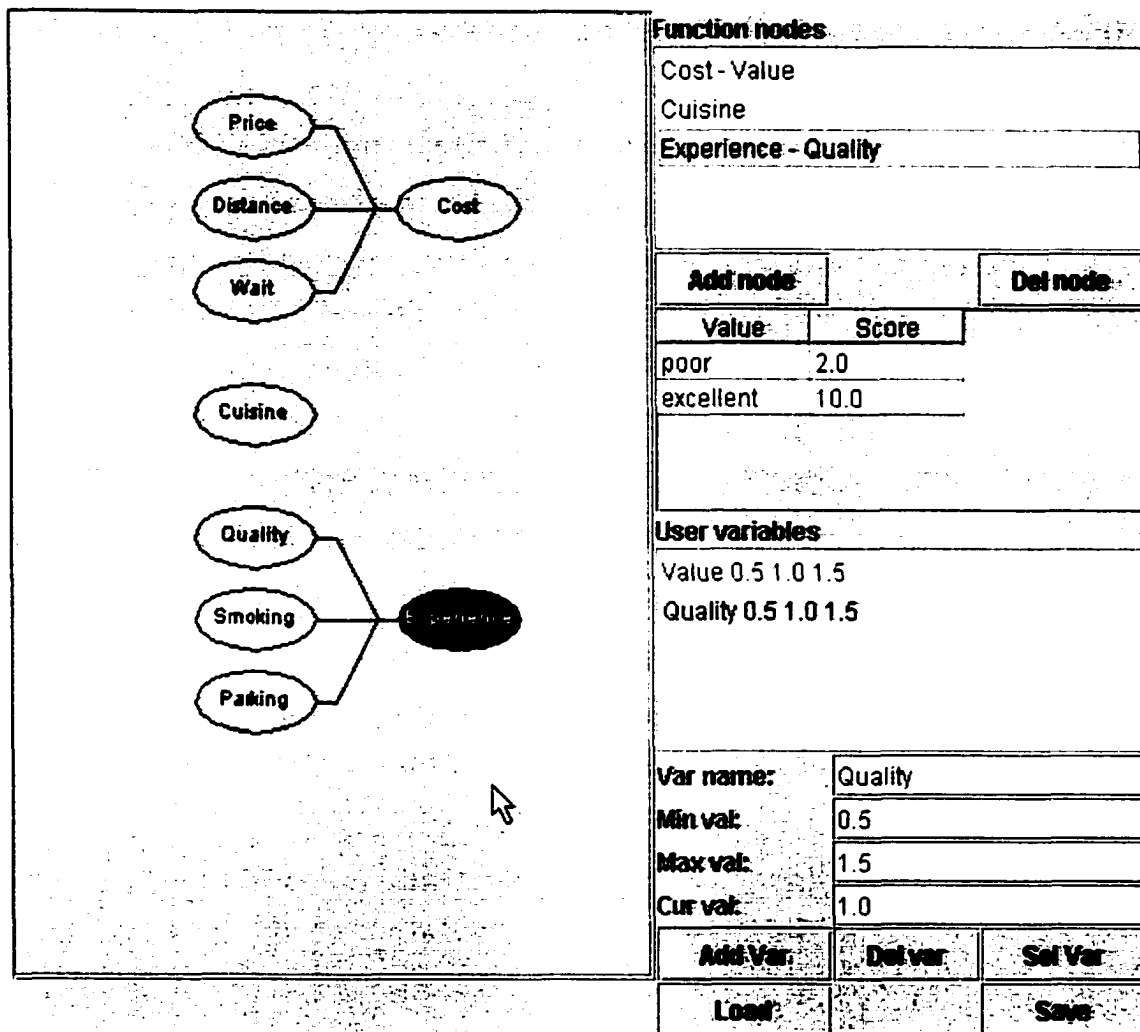 Price
Distance
Cost
Wait
Cuisine
Quality
Smoking
Experience
Parking
Function nodes
Cost - Value
Cuisine
Experience - Quality
Add node
Del node
Value Score
poor 2.0
excellent 10.0
User variables
Value 0.5 1.0 1.5
Quality 0.5 1.0 1.5
Var name: Quality
Min val: 0.5
Max val: 1.5
Cur val: 1.0
Add Var Del var Sel Var
Load Save